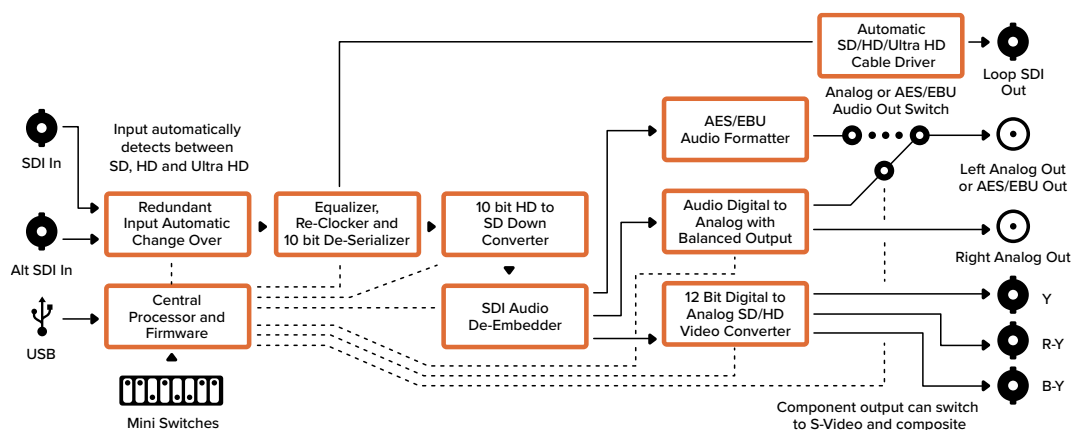 Automatic
SD/HD/Ultra HD
Cable Driver
Loop SDI
Out
Analog or AES/EBU
Audio Out Switch
SDI In
Input automatically
detects between
SD, HD and Ultra HD
AES/EBU
Audio Formatter
Left Analog Out
or AES/EBU Out
Alt SDI In
Redundant
Input Automatic
Change Over
Equalizer,
Re-Clocker and
10 bit De-Serializer
10 bit HD to
SD Down
Converter
Audio Digital to
Analog with
Balanced Output
Right Analog Out
USB
Central
Processor and
Firmware
SDI Audio
De-Embedder
12 Bit Digital to
Analog SD/HD
Video Converter
Y
R-Y
B-Y
Mini Switches
Component output can switch
to S-Video and composite